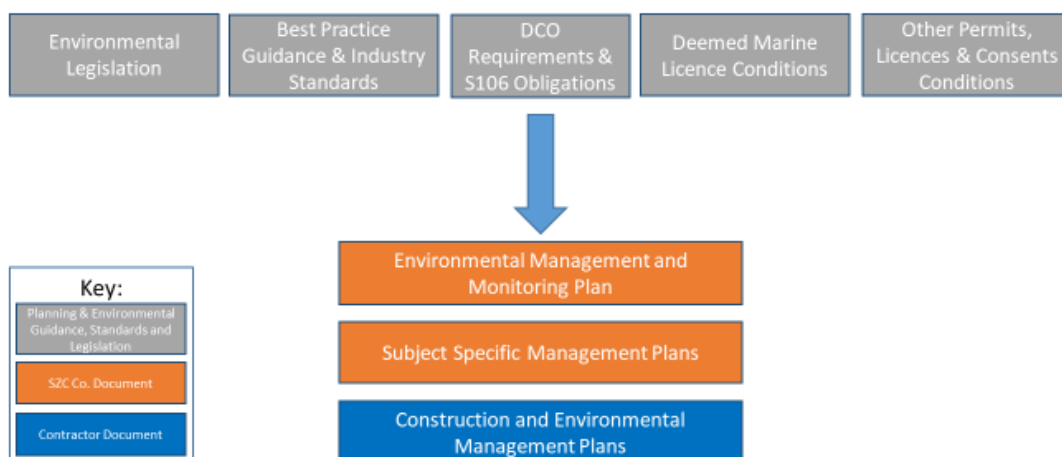 Environmental
Legislation
Best Practice
Guidance & Industry
Standards
DCO
Requirements &
S106 Obligations
Deemed Marine
Licence Conditions
Other Permits,
Licences & Consents
Conditions
Environmental Management and
Monitoring Plan
Subject Specific Management Plans
Construction and Environmental
Management Plans
Key:
Planning & Environmental
Guidance, Standards and
Legislation
SZC Co. Document
Contractor Document